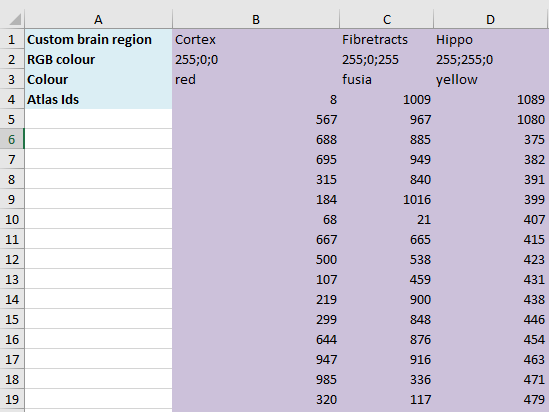 A B C D
1 Custom brain region Cortex Fibretracts Hippo
2 RGB colour 255;0;0 255;0;255 255;255;0
3 Colour red fusia yellow
4 Atlas Ids 8 1009 1089
5 567 967 1080
6 688 885 375
7 695 949 382
8 315 840 391
9 184 1016 399
10 68 21 407
11 667 665 415
12 500 538 423
13 107 459 431
14 219 900 438
15 299 848 446
16 644 876 454
17 947 916 463
18 985 336 471
19 320 117 479